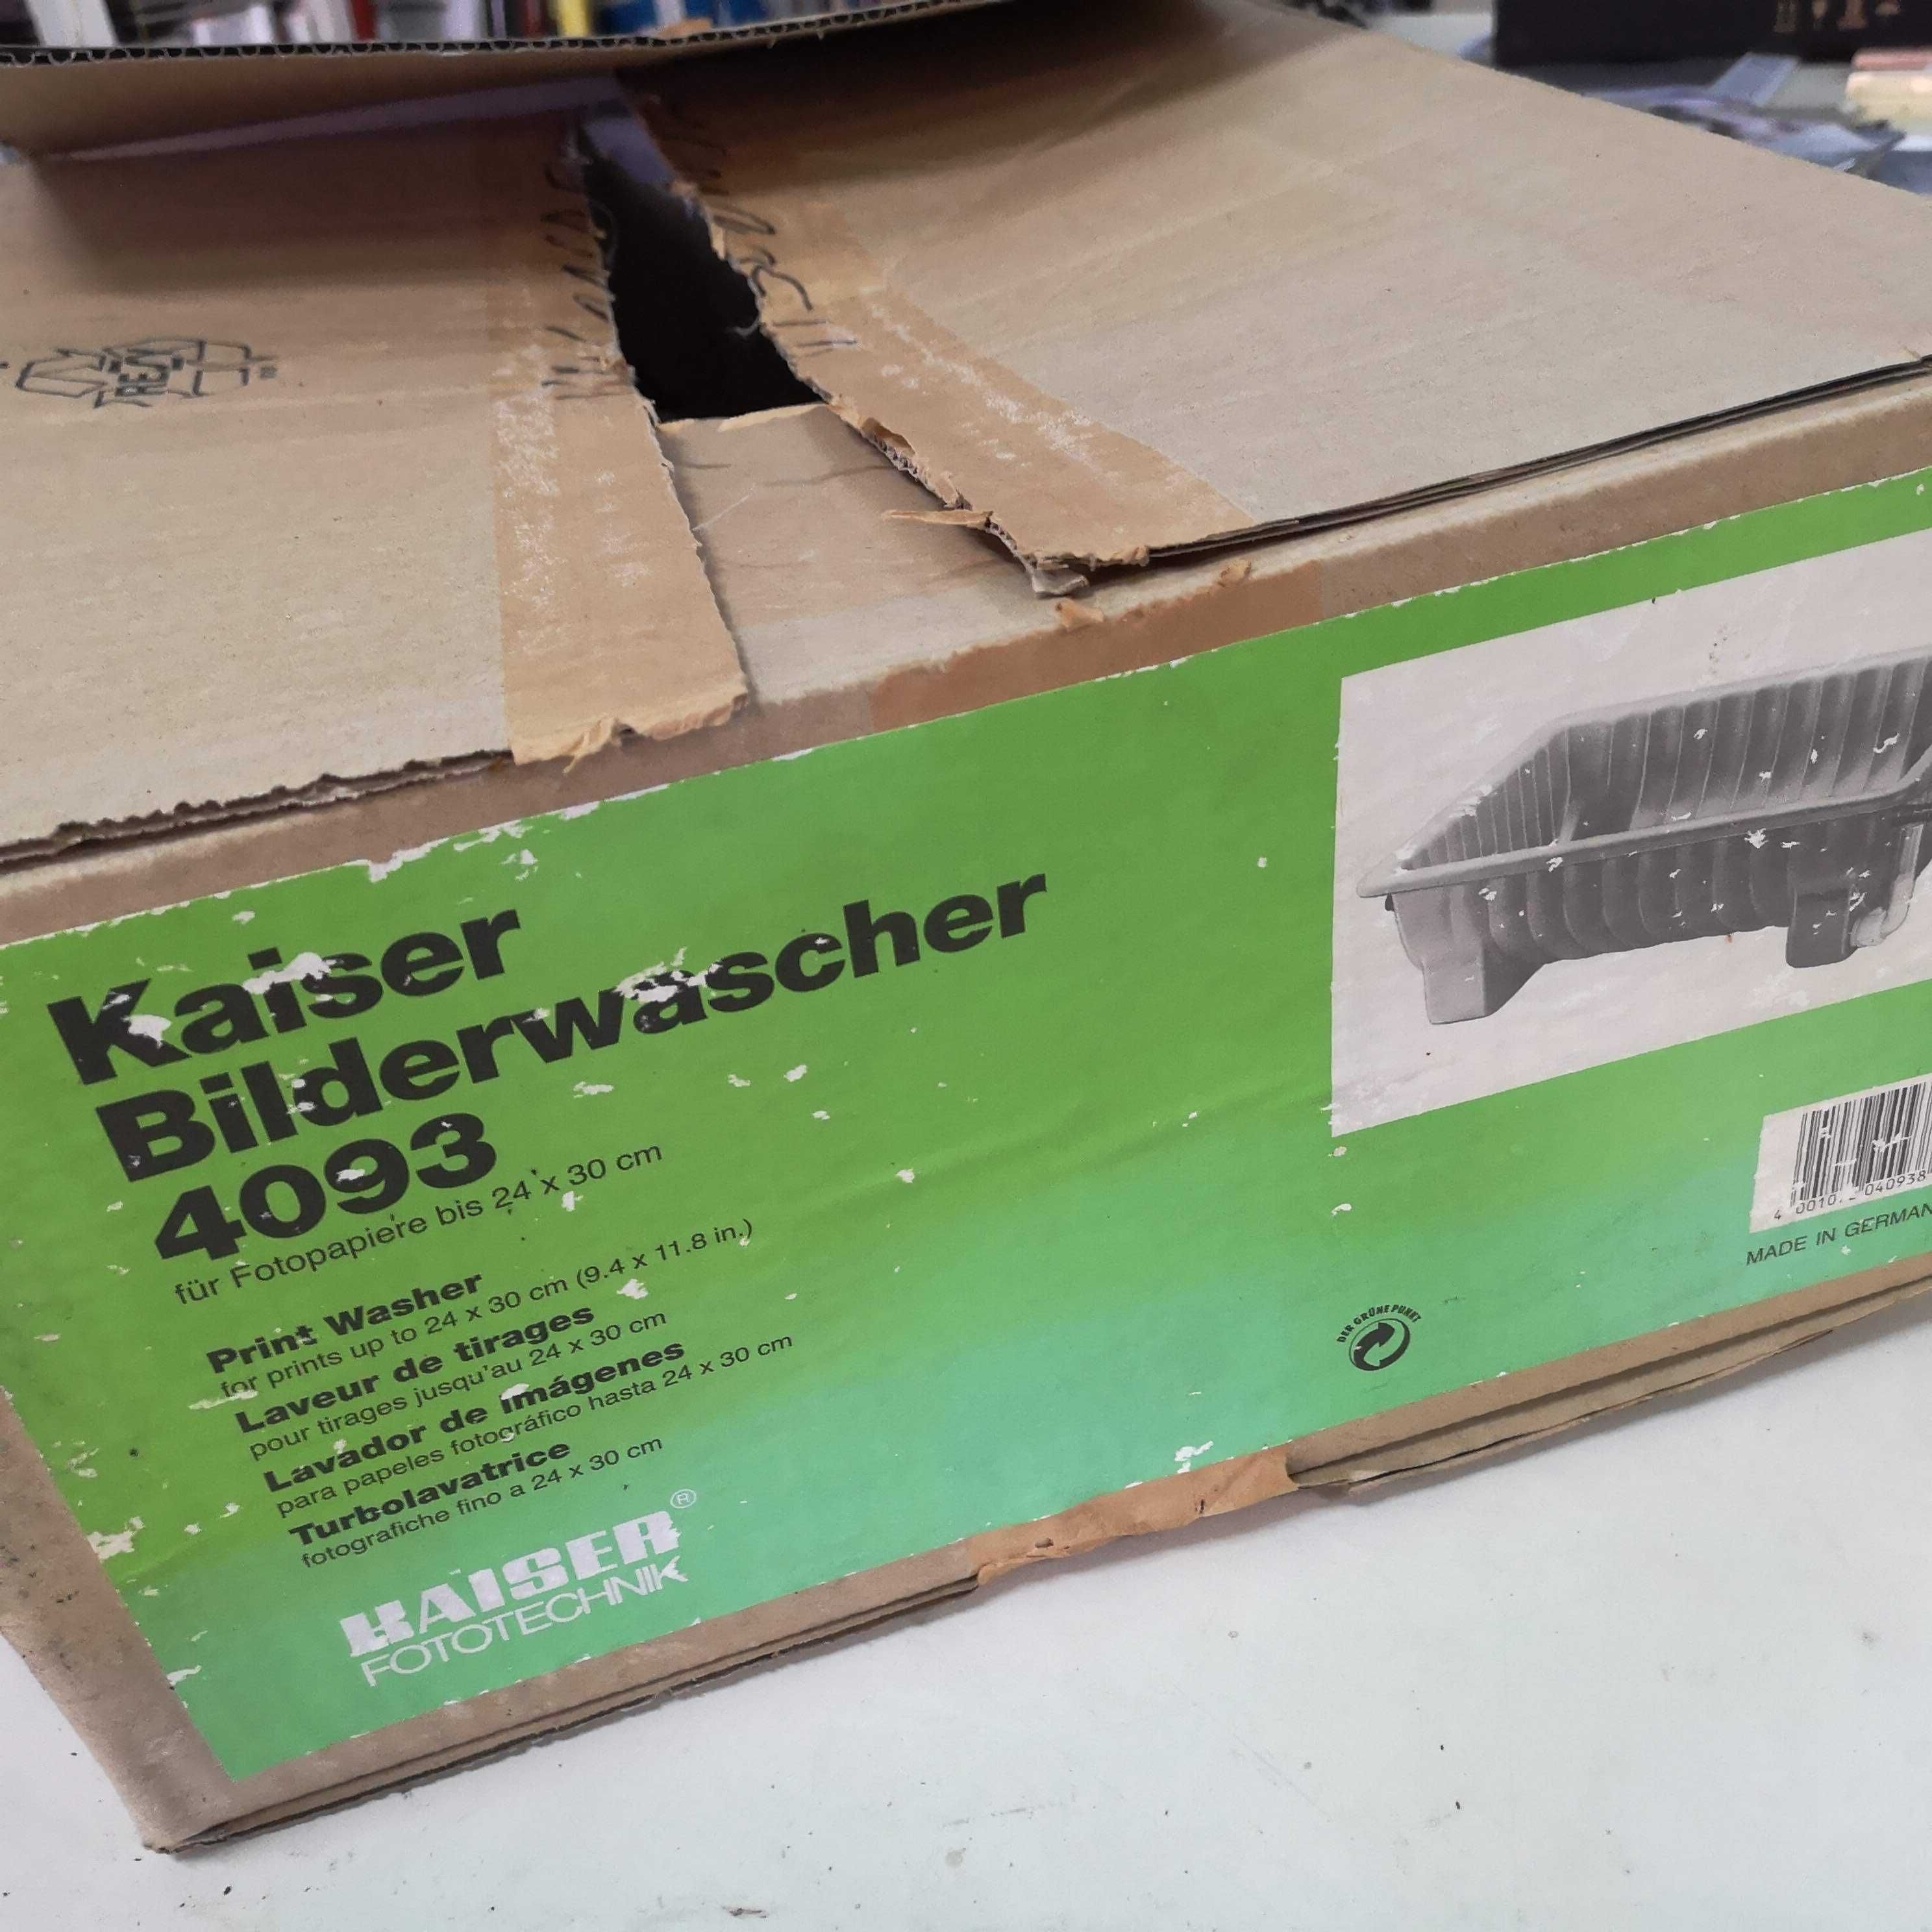 RESY
Kaiser
Bilderwascher
4093
für Fotopapiere bis 24 x 30 cm
Print Washer
for prints up to 24 x 30 cm (9.4 x 11.8 in.)
Laveur de tirages
pour tirages jusqu'au 24 x 30 cm
Lavador de imágenes
para papeles fotográfico hasta 24 x 30 cm
Turbolavatrice
fotografiche fino a 24 x 30 cm
KAISER®
FOTOTECHNIK
DER GRÜNE PUNKT
040938
MADE IN GERMAN